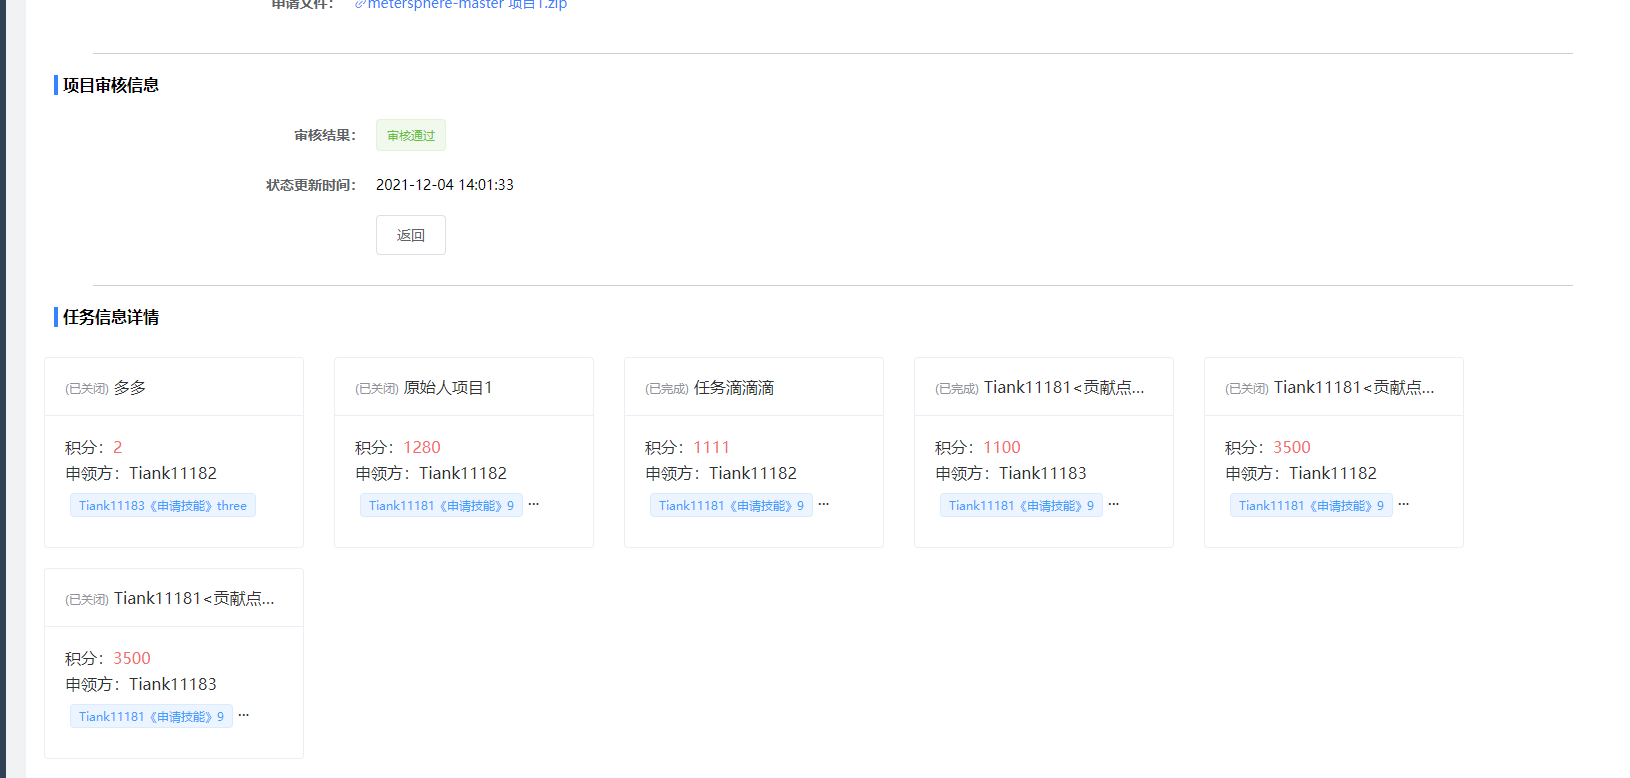 申请文件： metersphere-master 项目1.zip
项目审核信息
审核结果： 审核通过
状态更新时间： 2021-12-04 14:01:33
返回
任务信息详情
(已关闭) 多多
积分：2
申领方：Tiank11182
Tiank11183《申请技能》three
(已关闭) 原始人项目1
积分：1280
申领方：Tiank11182
Tiank11181《申请技能》9 ...
(已完成) 任务滴滴滴
积分：1111
申领方：Tiank11182
Tiank11181《申请技能》9 ...
(已完成) Tiank11181<贡献点...
积分：1100
申领方：Tiank11183
Tiank11181《申请技能》9 ...
(已关闭) Tiank11181<贡献点...
积分：3500
申领方：Tiank11182
Tiank11181《申请技能》9 ...
(已关闭) Tiank11181<贡献点...
积分：3500
申领方：Tiank11183
Tiank11181《申请技能》9 ...